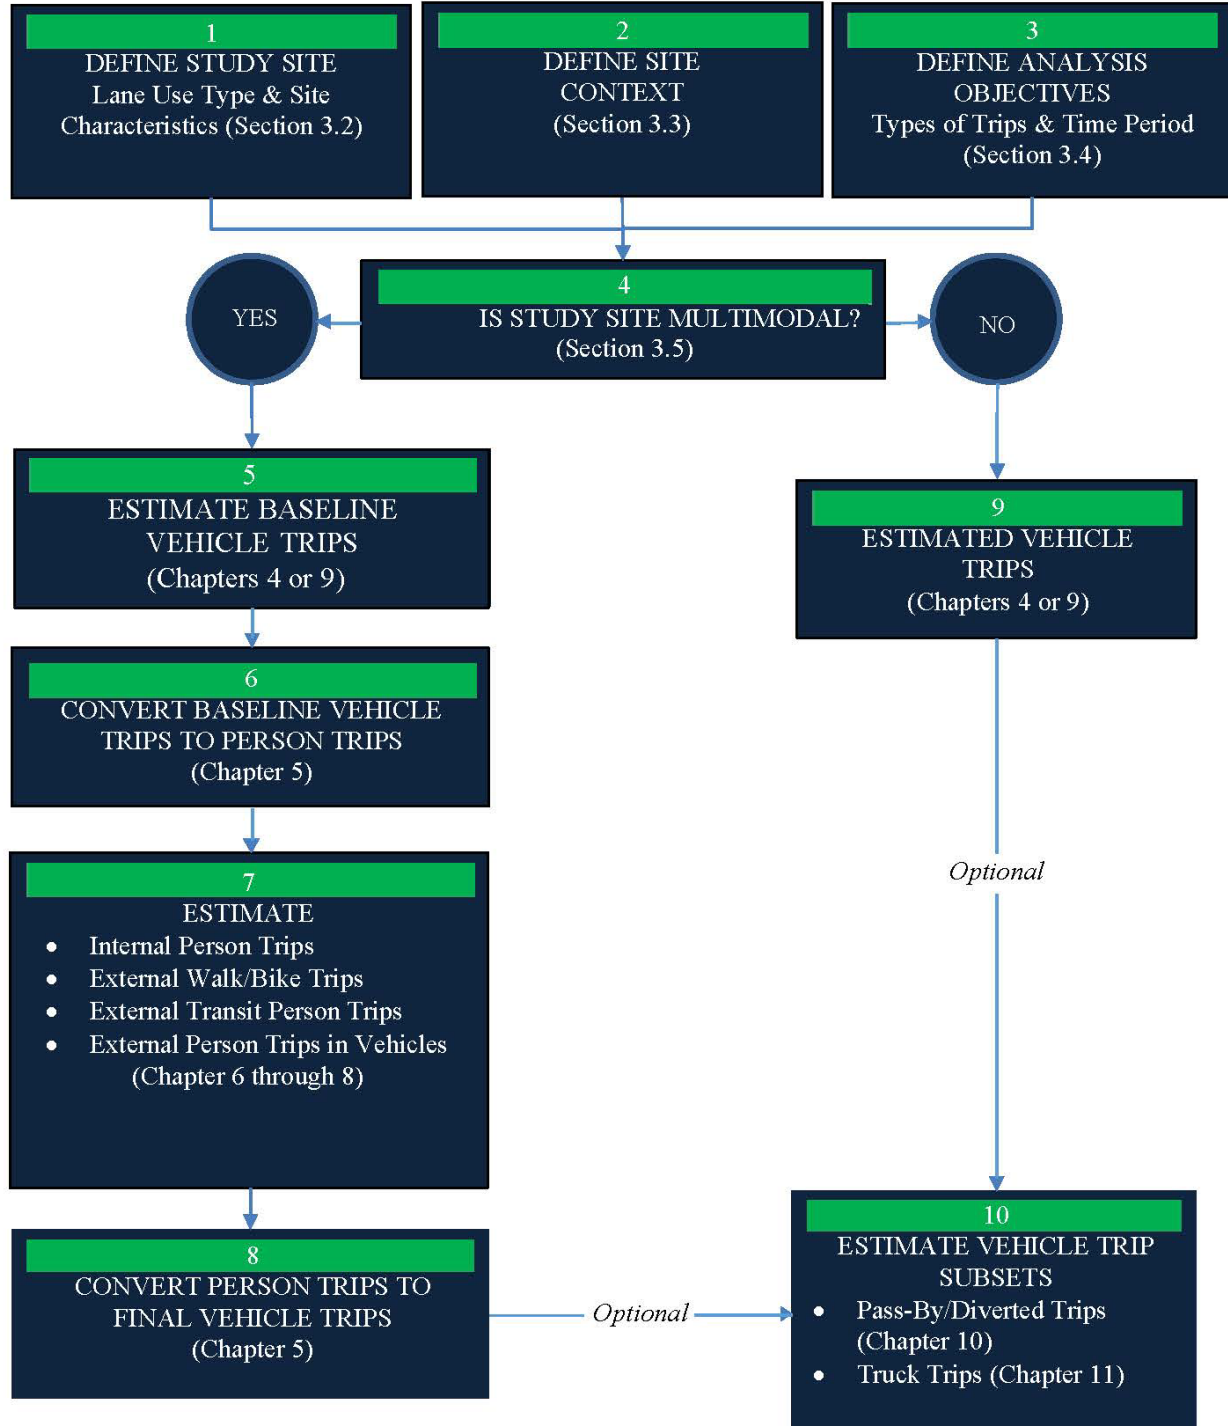 1
DEFINE STUDY SITE
Lane Use Type & Site
Characteristics (Section 3.2)
2
DEFINE SITE
CONTEXT
(Section 3.3)
3
DEFINE ANALYSIS
OBJECTIVES
Types of Trips & Time Period
(Section 3.4)
4
IS STUDY SITE MULTIMODAL?
(Section 3.5)
YES
NO
5
ESTIMATE BASELINE
VEHICLE TRIPS
(Chapters 4 or 9)
6
CONVERT BASELINE VEHICLE
TRIPS TO PERSON TRIPS
(Chapter 5)
7
ESTIMATE
• Internal Person Trips
• External Walk/Bike Trips
• External Transit Person Trips
• External Person Trips in Vehicles
(Chapter 6 through 8)
8
CONVERT PERSON TRIPS TO
FINAL VEHICLE TRIPS
(Chapter 5)
Optional
9
ESTIMATED VEHICLE
TRIPS
(Chapters 4 or 9)
Optional
10
ESTIMATE VEHICLE TRIP
SUBSETS
• Pass-By/Diverted Trips
(Chapter 10)
• Truck Trips (Chapter 11)